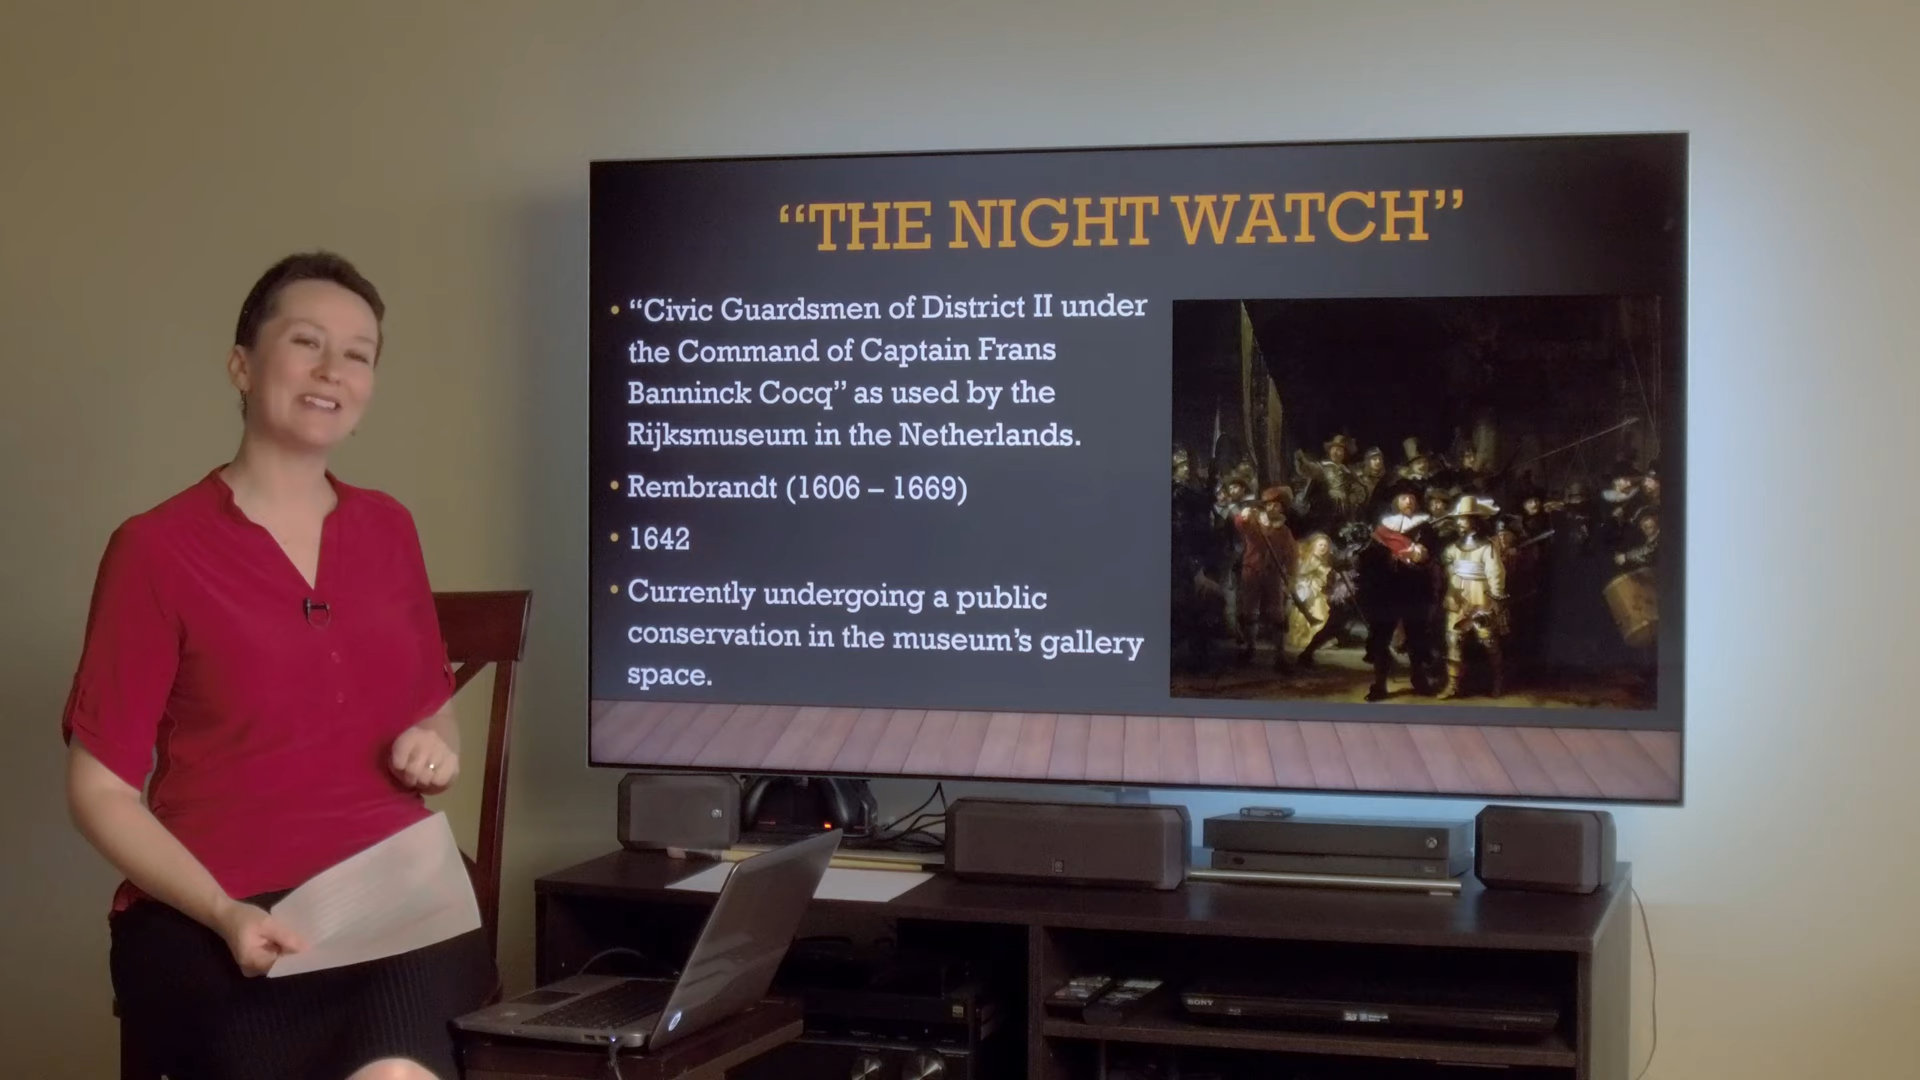 “THE NIGHT WATCH”
• “Civic Guardsmen of District II under
the Command of Captain Frans
Banninck Cocq” as used by the
Rijksmuseum in the Netherlands.
• Rembrandt (1606 – 1669)
• 1642
• Currently undergoing a public
conservation in the museum’s gallery
space.
hp
SONY